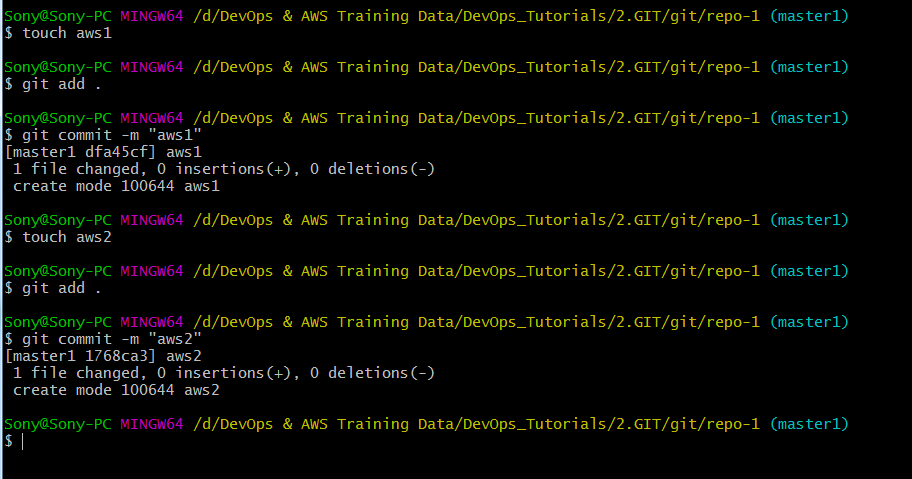 Sony@Sony-PC MINGW64 /d/DevOps & AWS Training Data/DevOps_Tutorials/2.GIT/git/repo-1 (master1)
$ touch aws1
Sony@Sony-PC MINGW64 /d/DevOps & AWS Training Data/DevOps_Tutorials/2.GIT/git/repo-1 (master1)
$ git add .
Sony@Sony-PC MINGW64 /d/DevOps & AWS Training Data/DevOps_Tutorials/2.GIT/git/repo-1 (master1)
$ git commit -m "aws1"
[master1 dfa45cf] aws1
1 file changed, 0 insertions(+), 0 deletions(-)
create mode 100644 aws1
Sony@Sony-PC MINGW64 /d/DevOps & AWS Training Data/DevOps_Tutorials/2.GIT/git/repo-1 (master1)
$ touch aws2
Sony@Sony-PC MINGW64 /d/DevOps & AWS Training Data/DevOps_Tutorials/2.GIT/git/repo-1 (master1)
$ git add .
Sony@Sony-PC MINGW64 /d/DevOps & AWS Training Data/DevOps_Tutorials/2.GIT/git/repo-1 (master1)
$ git commit -m "aws2"
[master1 1768ca3] aws2
1 file changed, 0 insertions(+), 0 deletions(-)
create mode 100644 aws2
Sony@Sony-PC MINGW64 /d/DevOps & AWS Training Data/DevOps_Tutorials/2.GIT/git/repo-1 (master1)
$